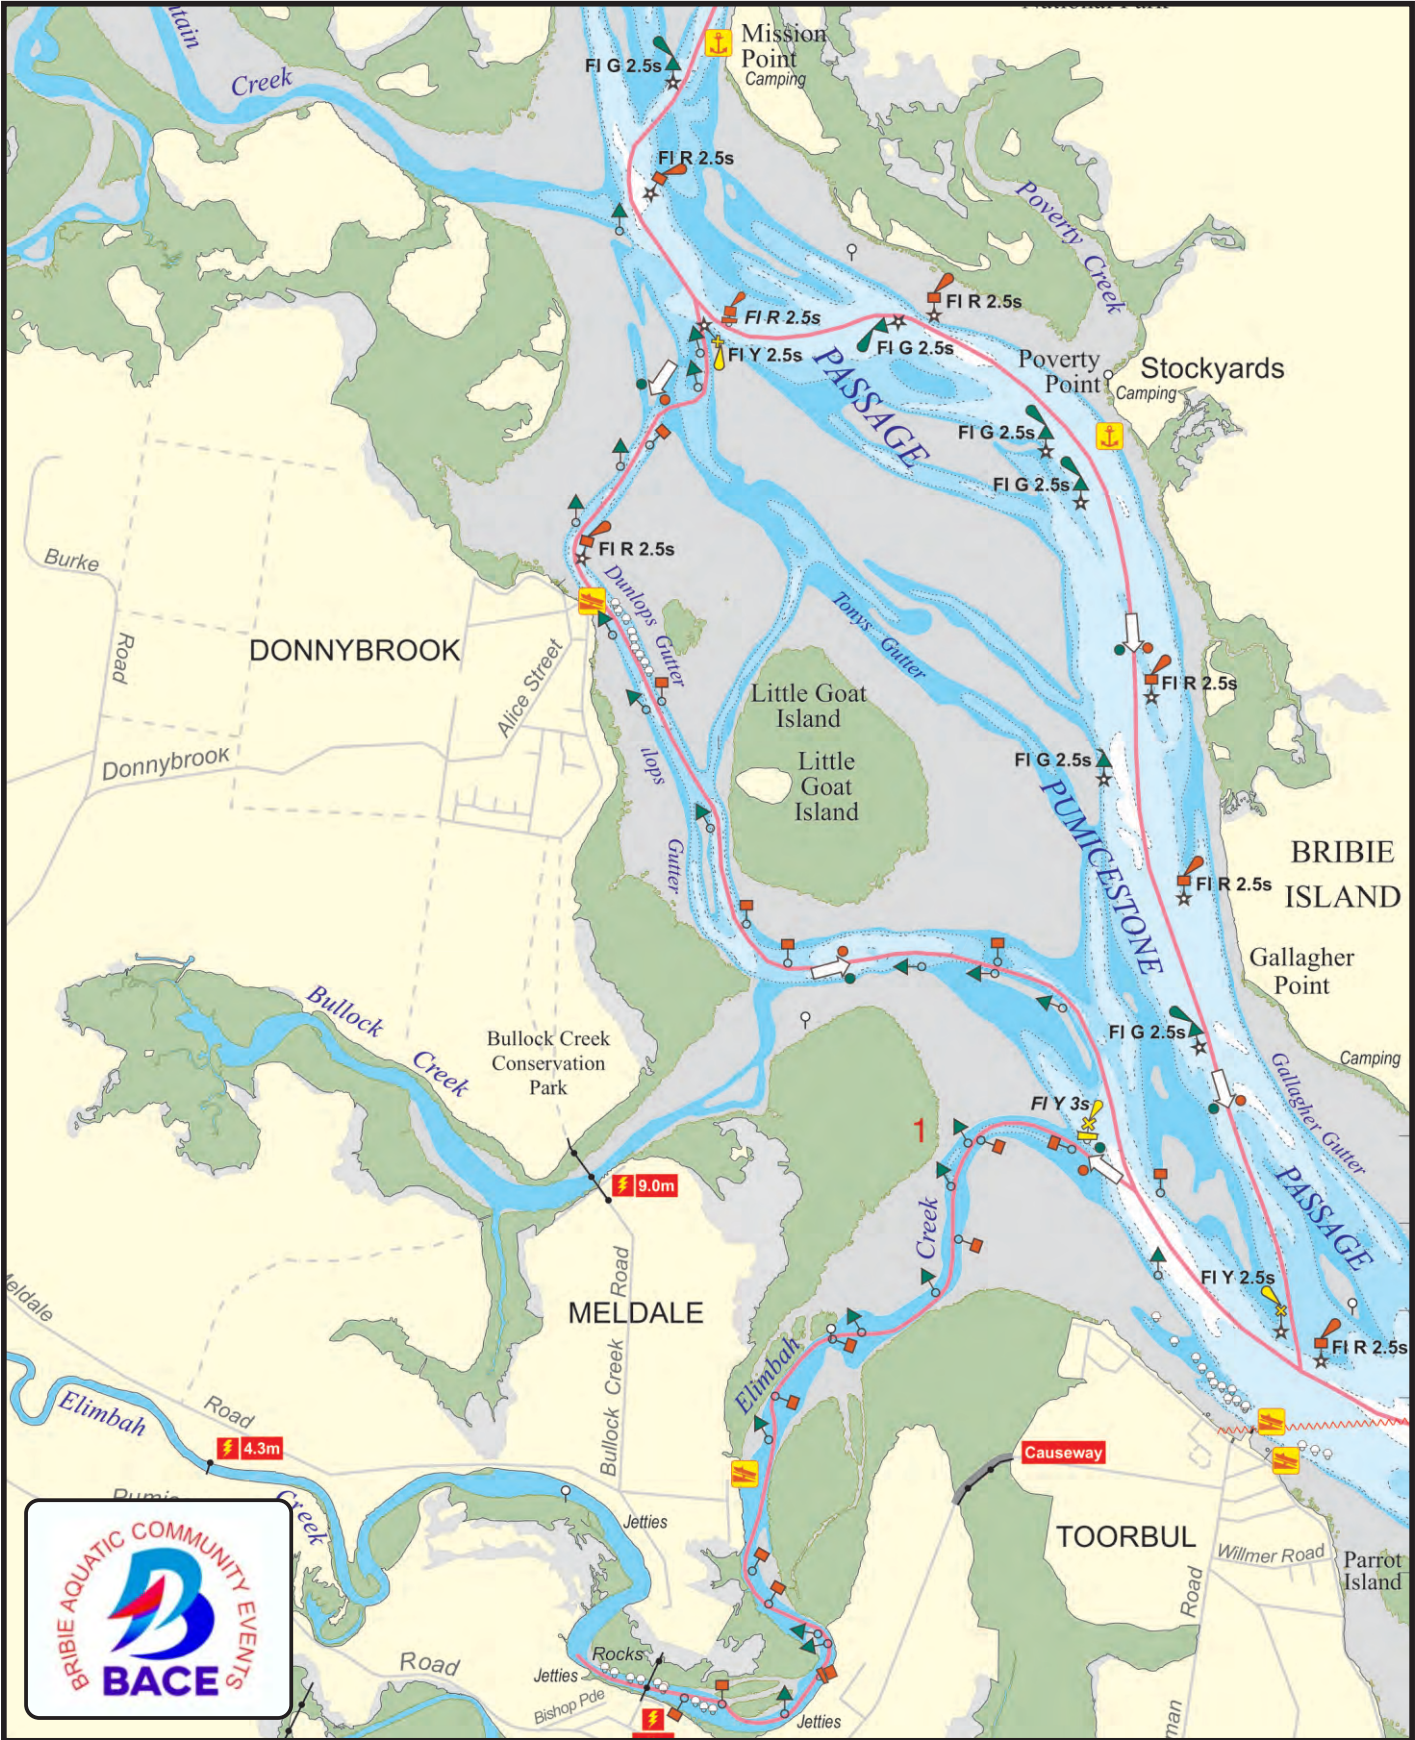 Mission
Point
Camping
Creek
Fl G 2.5s
Fl R 2.5s
Poverty
Creek
Fl R 2.5s
Fl R 2.5s
Fl G 2.5s
Fl Y 2.5s
PASSAGE
Poverty
Point
Stockyards
Camping
Fl G 2.5s
Fl G 2.5s
Burke
Road
Fl R 2.5s
Dunlops
Gutter
Tonys Gutter
DONNYBROOK
Alice Street
Donnybrook
Little Goat
Island
Little
Goat
Island
Fl R 2.5s
Fl G 2.5s
ilops
Gutter
PUMICESTONE
BRIBIE
ISLAND
Fl R 2.5s
Gallagher
Point
Bullock
Creek
Bullock Creek
Conservation
Park
Fl G 2.5s
Camping
Gallagher Gutter
Fl Y 3s
1
9.0m
PASSAGE
Creek
Fl Y 2.5s
Fl R 2.5s
Meldale
Road
MELDALE
Bullock Creek Road
Elimbah
Elimbah
4.3m
Creek
Causeway
Jetties
TOORBUL
Willmer Road
Road
Parrot
Island
Rocks
Jetties
Bishop Pde
Jetties
Road
man
BRIBIE AQUATIC COMMUNITY EVENTS
BACE